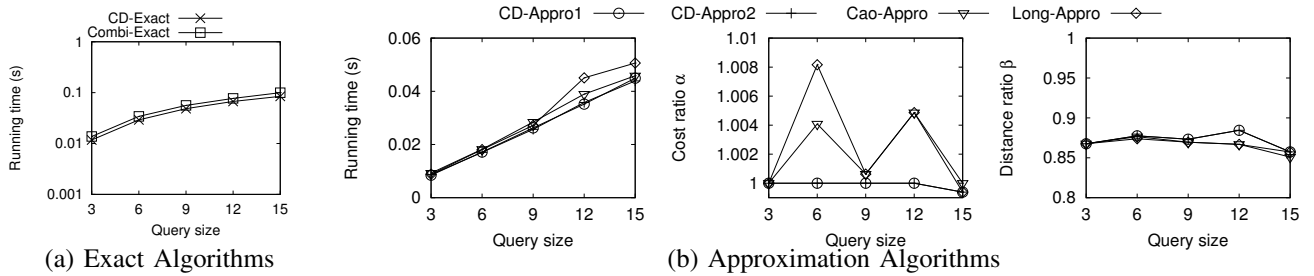 CD-Exact
Combi-Exact
Running time (s)
1
0.1
0.01
0.001
3 6 9 12 15
Query size
(a) Exact Algorithms
CD-Appro1 CD-Appro2 Cao-Appro Long-Appro
Running time (s)
0.06
0.04
0.02
0
3 6 9 12 15
Query size
Cost ratio α
1.01
1.008
1.006
1.004
1.002
1
3 6 9 12 15
Query size
Distance ratio β
1
0.95
0.9
0.85
0.8
3 6 9 12 15
Query size
(b) Approximation Algorithms